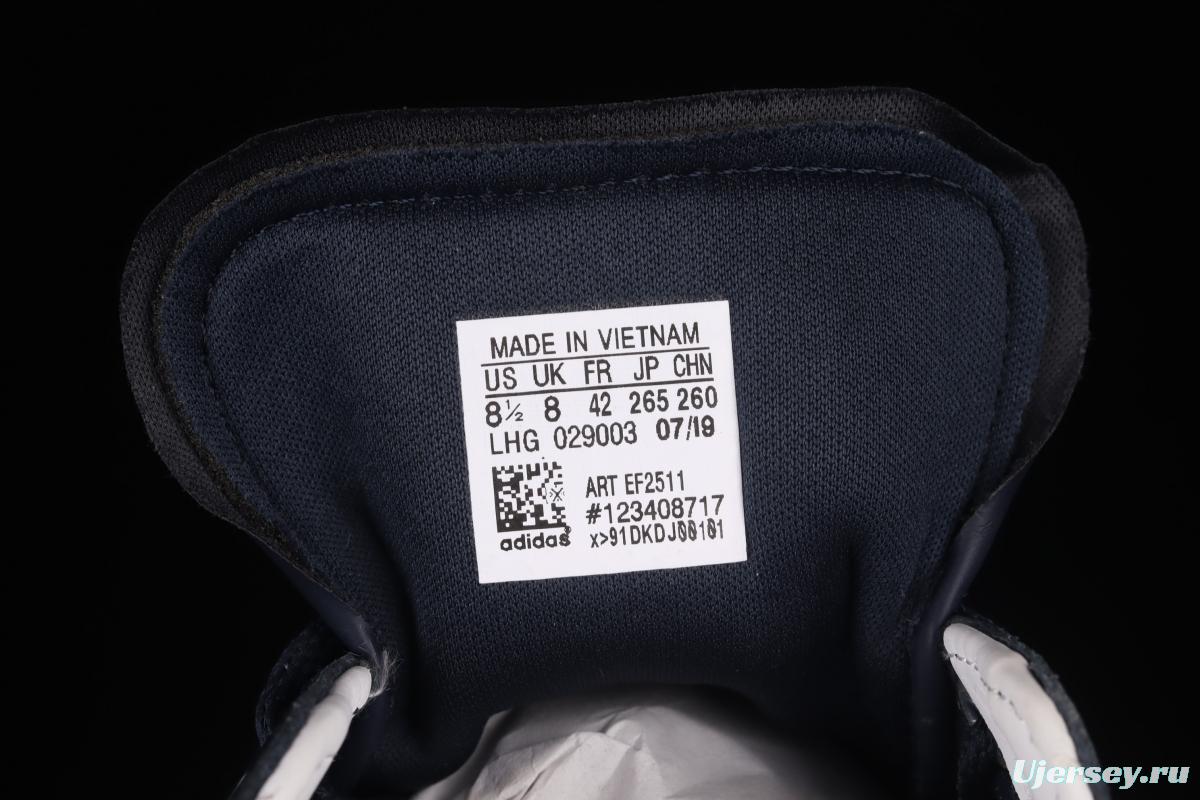 MADE IN VIETNAM
US UK FR JP CHN
8½ 8 42 265 260
LHG 029003 07/19
ART EF2511
#123408717
adidas® x>91DKDJ00101
Ujersey.ru